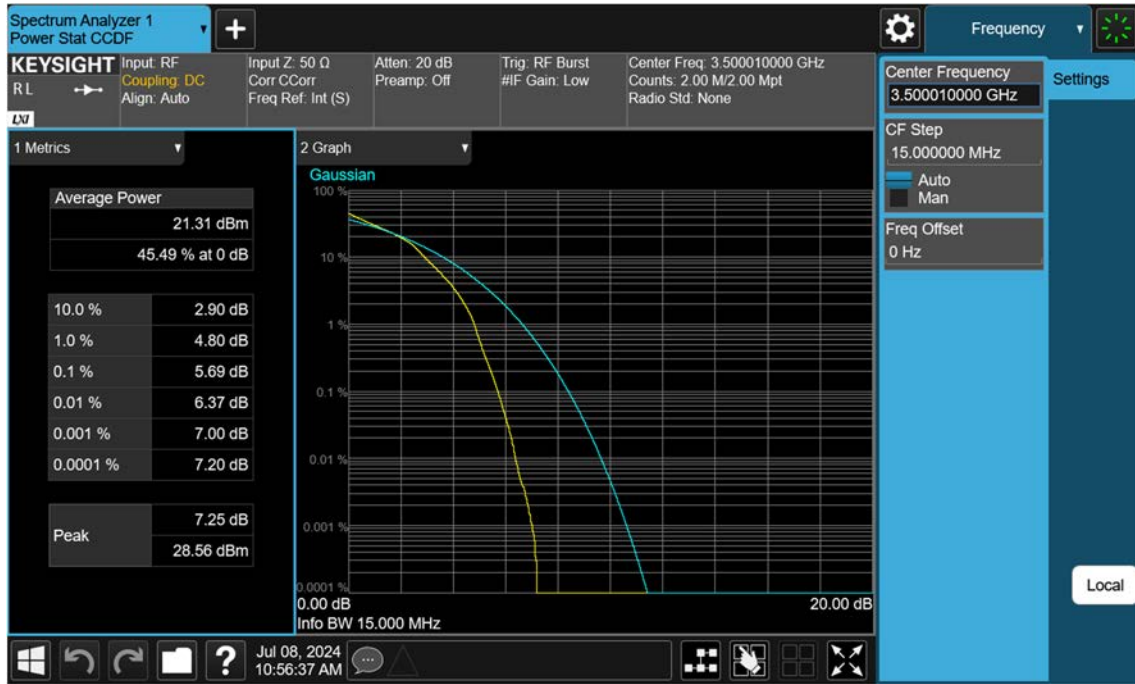 Spectrum Analyzer 1
Power Stat CCDF
Frequency
KEYSIGHT
R L
LXI
Input: RF
Coupling: DC
Align: Auto
Input Z: 50 Ω
Corr CCorr
Freq Ref: Int (S)
Atten: 20 dB
Preamp: Off
Trig: RF Burst
#IF Gain: Low
Center Freq: 3.500010000 GHz
Counts: 2.00 M/2.00 Mpt
Radio Std: None
Center Frequency
3.500010000 GHz
Settings
CF Step
15.000000 MHz
Auto
Man
Freq Offset
0 Hz
Local
1 Metrics
Average Power
21.31 dBm
45.49 % at 0 dB
10.0 % 2.90 dB
1.0 % 4.80 dB
0.1 % 5.69 dB
0.01 % 6.37 dB
0.001 % 7.00 dB
0.0001 % 7.20 dB
Peak
7.25 dB
28.56 dBm
2 Graph
Gaussian
100 %
10 %
1 %
0.1 %
0.01 %
0.001 %
0.0001 %
0.00 dB 20.00 dB
Info BW 15.000 MHz
?
Jul 08, 2024
10:56:37 AM